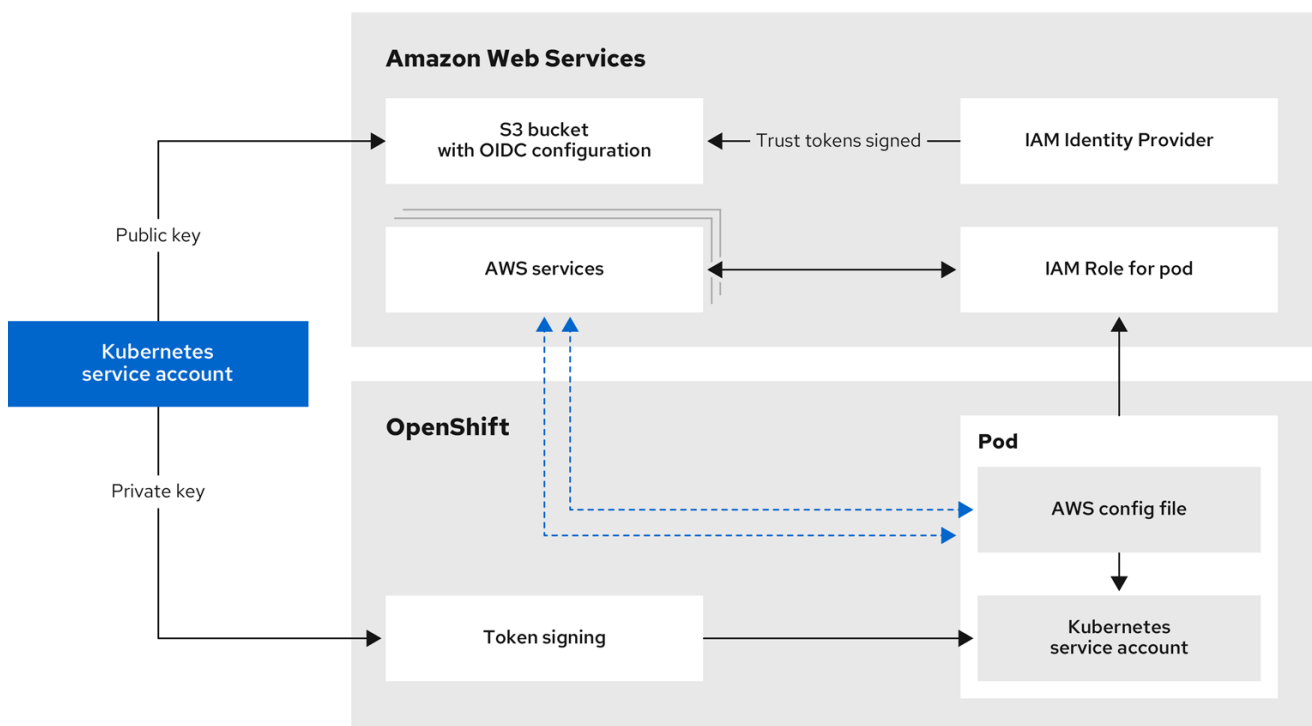 Amazon Web Services
S3 bucket
with OIDC configuration
Trust tokens signed
IAM Identity Provider
Public key
AWS services
IAM Role for pod
Kubernetes
service account
OpenShift
Pod
Private key
AWS config file
Token signing
Kubernetes
service account